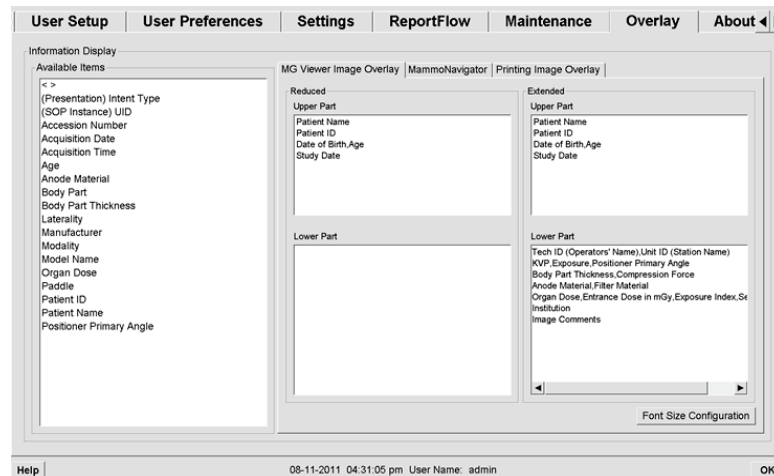 User Setup User Preferences Settings ReportFlow Maintenance Overlay About
Information Display
Available Items
< >
(Presentation) Intent Type
(SOP Instance) UID
Accession Number
Acquisition Date
Acquisition Time
Age
Anode Material
Body Part
Body Part Thickness
Laterality
Manufacturer
Modality
Model Name
Organ Dose
Paddle
Patient ID
Patient Name
Positioner Primary Angle
MG Viewer Image Overlay MammoNavigator Printing Image Overlay
Reduced
Upper Part
Patient Name
Patient ID
Date of Birth,Age
Study Date
Lower Part
Extended
Upper Part
Patient Name
Patient ID
Date of Birth,Age
Study Date
Lower Part
Tech ID (Operators' Name),Unit ID (Station Name)
KVP,Exposure,Positioner Primary Angle
Body Part Thickness,Compression Force
Anode Material,Filter Material
Organ Dose,Entrance Dose in mGy,Exposure Index,Se
Institution
Image Comments
Font Size Configuration
Help 08-11-2011 04:31:05 pm User Name: admin OK